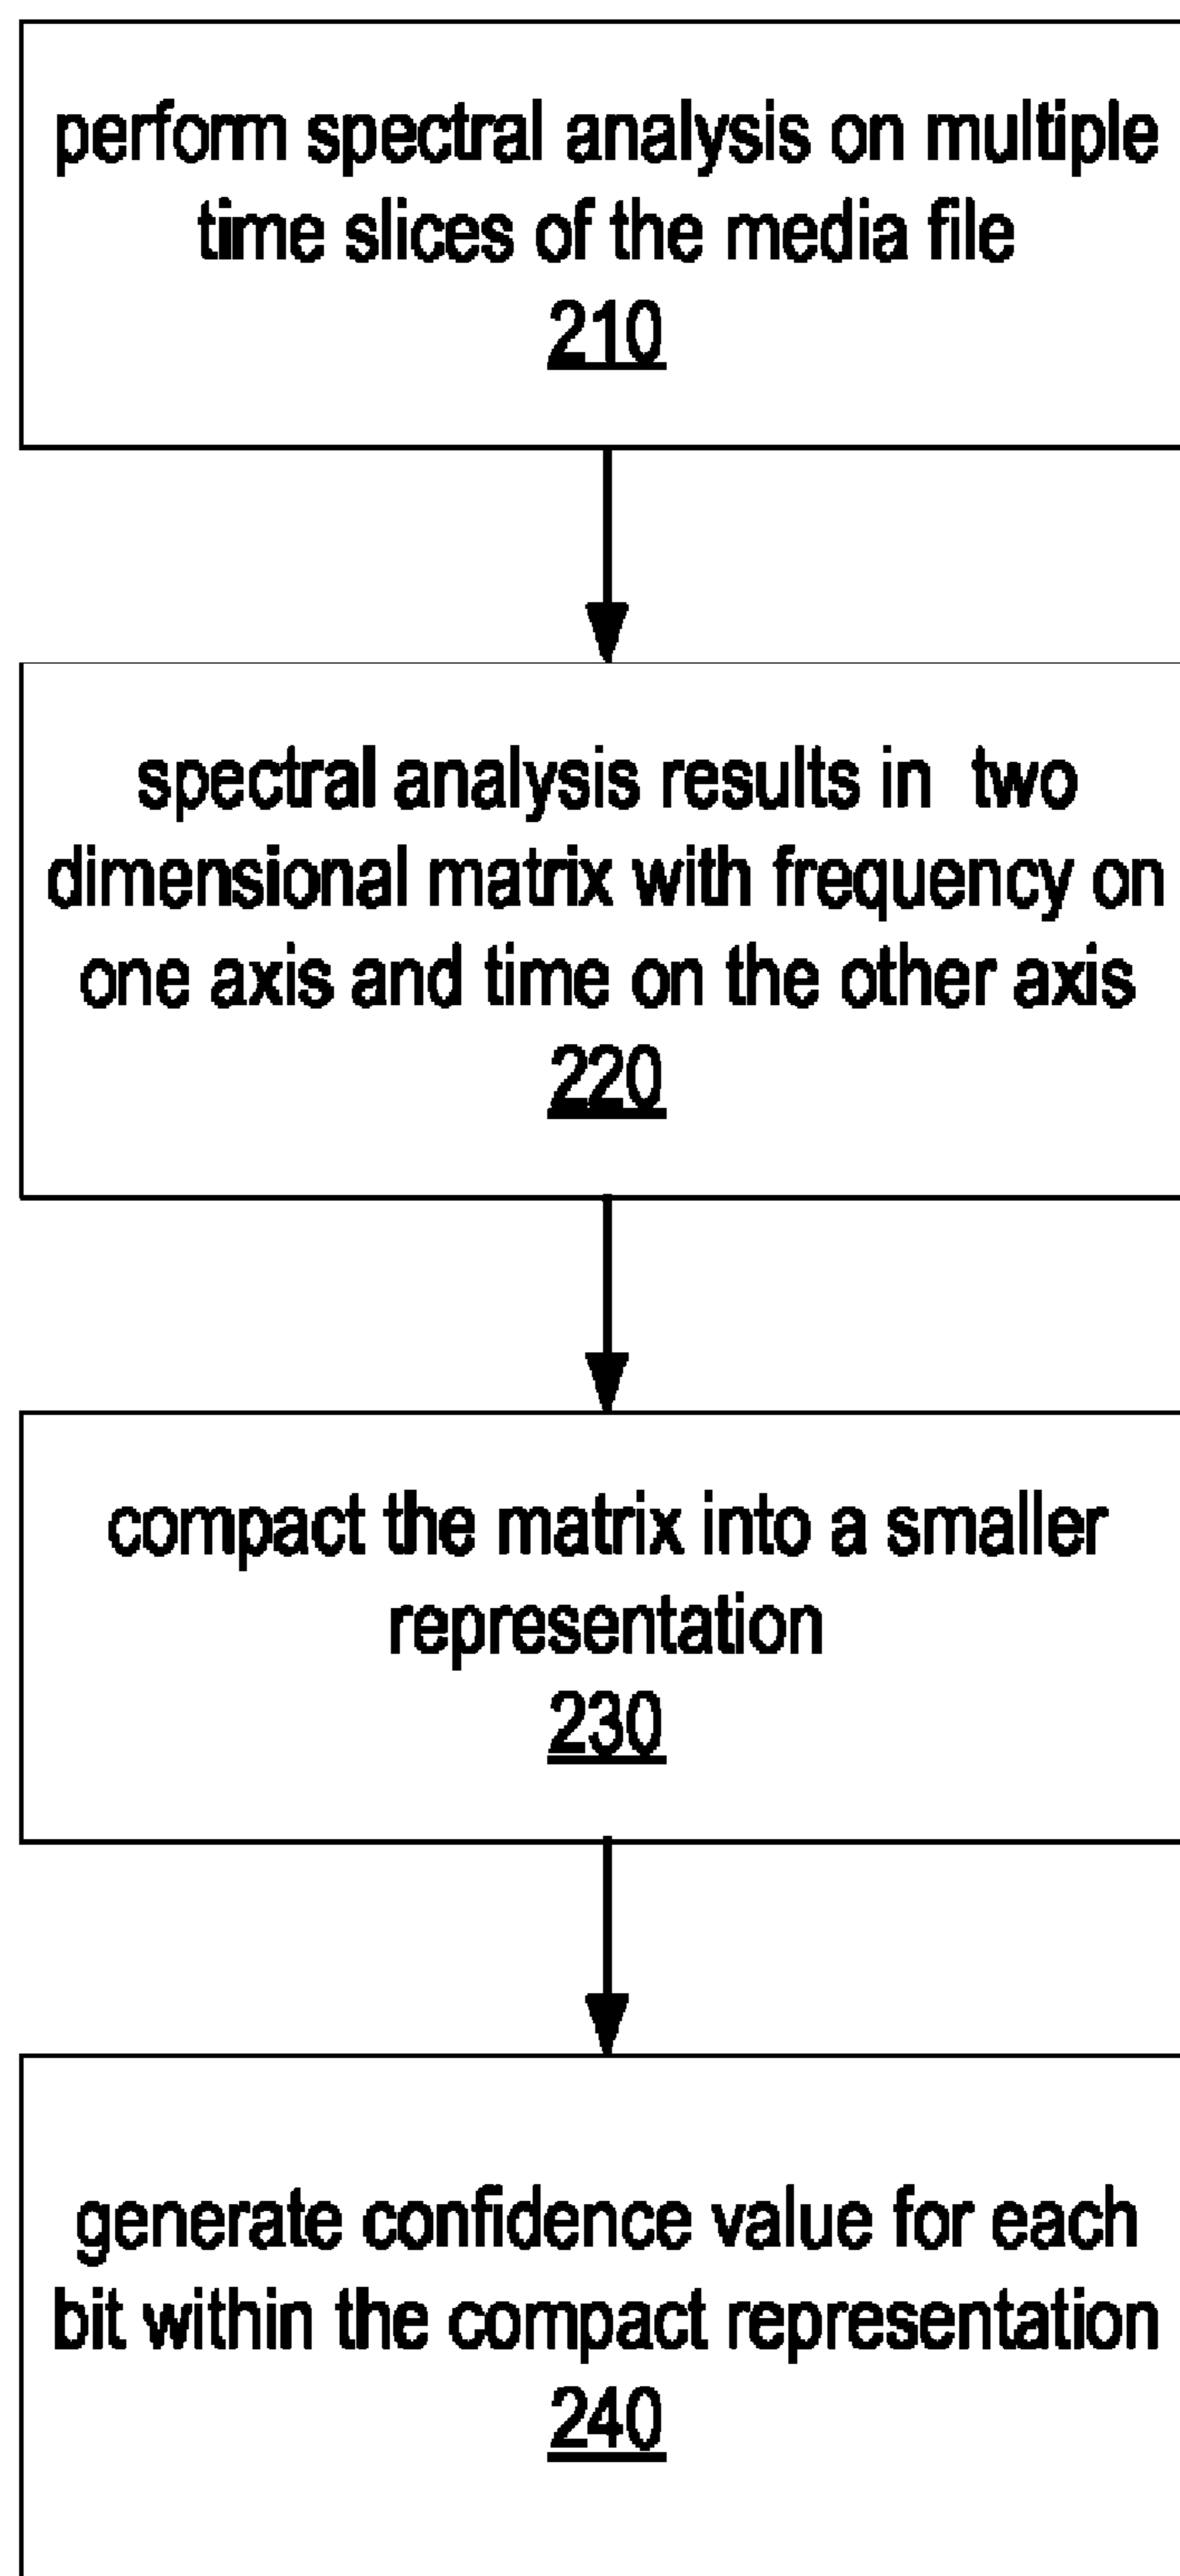 perform spectral analysis on multiple
time slices of the media file
210
spectral analysis results in two
dimensional matrix with frequency on
one axis and time on the other axis
220
compact the matrix into a smaller
representation
230
generate confidence value for each
bit within the compact representation
240